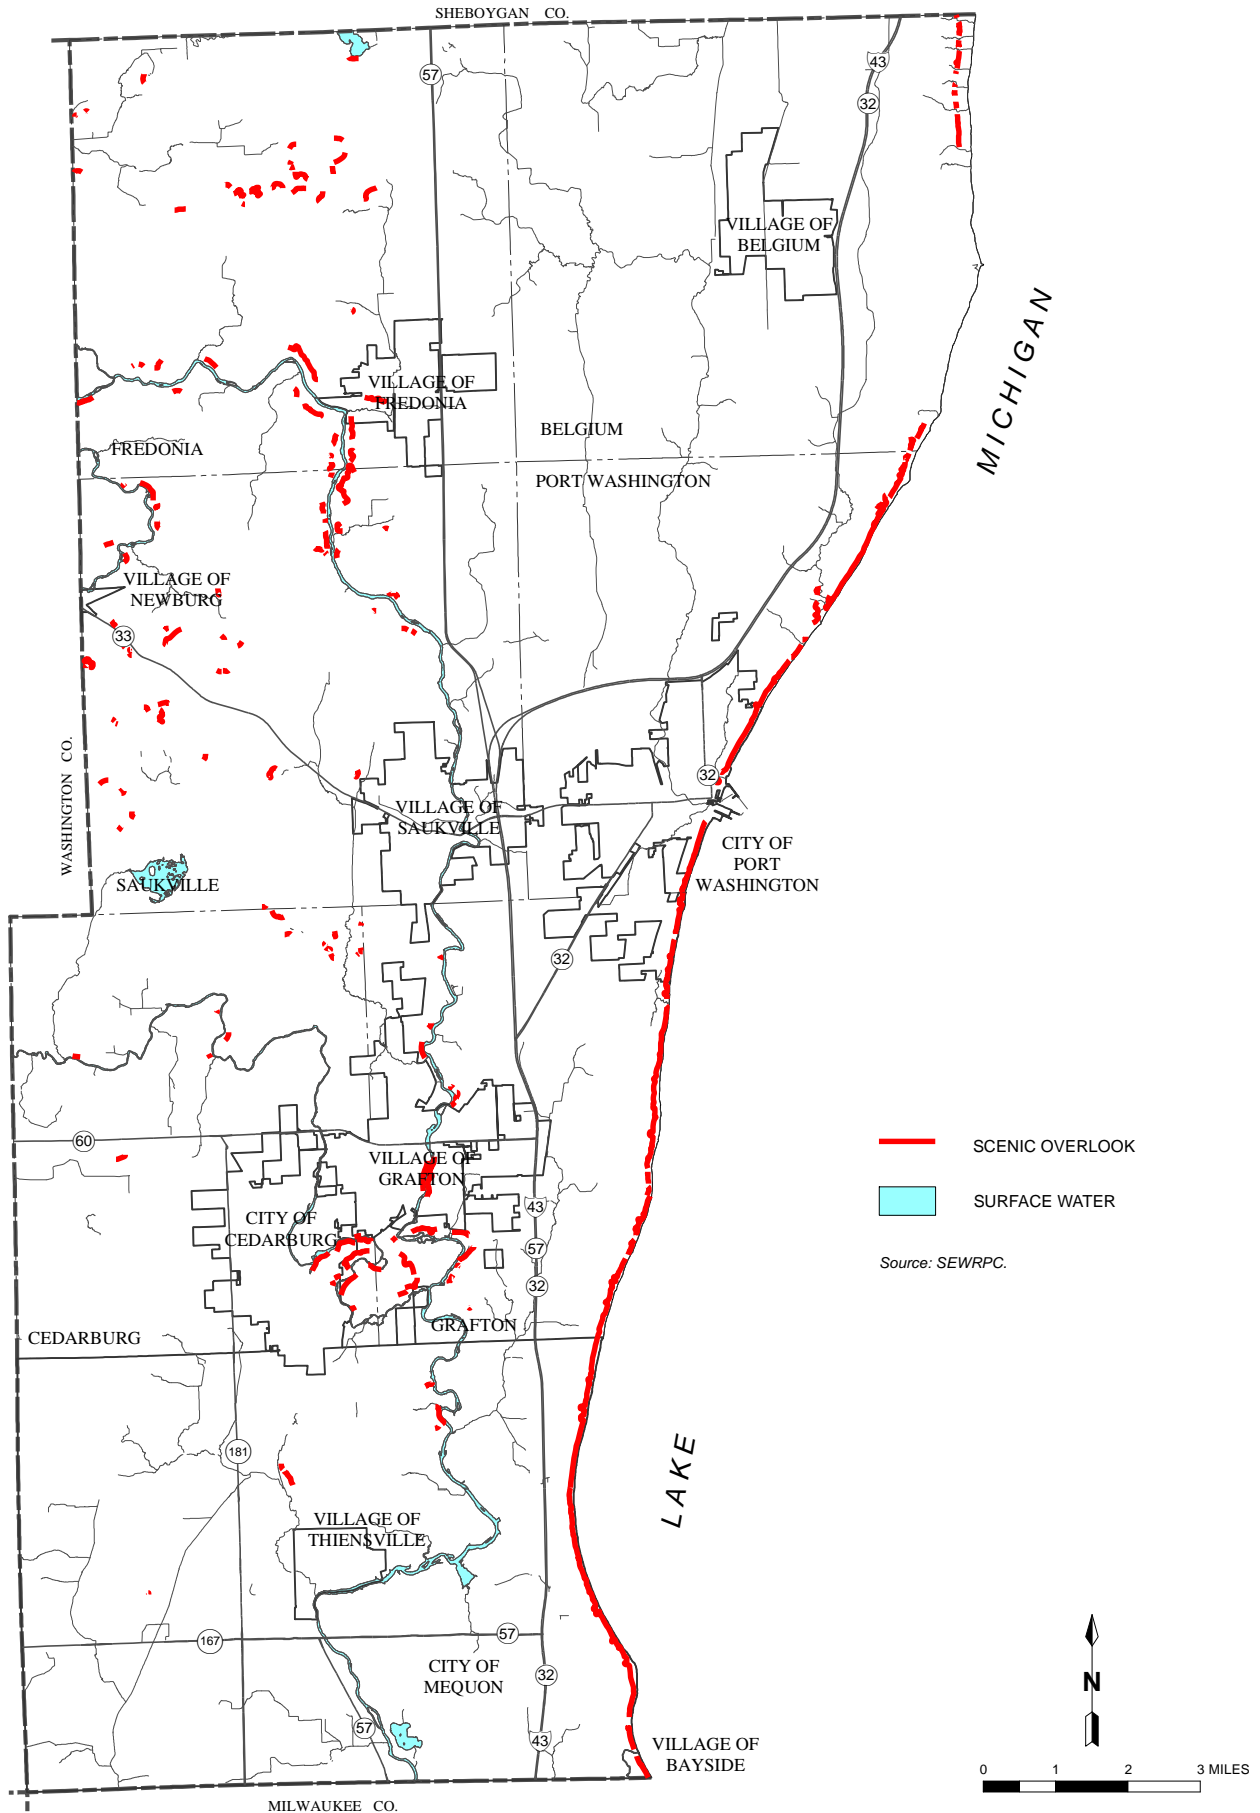 SHEBOYGAN CO.
57
43
32
VILLAGE OF
BELGIUM
MICHIGAN
VILLAGE OF
FREDONIA
BELGIUM
FREDONIA
PORT WASHINGTON
VILLAGE OF
NEWBURG
33
WASHINGTON CO.
32
VILLAGE OF
SAUKVILLE
CITY OF
PORT
WASHINGTON
SAUKVILLE
32
60
SCENIC OVERLOOK
VILLAGE OF
GRAFTON
SURFACE WATER
43
CITY OF
CEDARBURG
57
Source: SEWRPC.
32
GRAFTON
CEDARBURG
181
LAKE
VILLAGE OF
THIENSVILLE
167
57
CITY OF
MEQUON
32
N
57
43
VILLAGE OF
BAYSIDE
0 1 2 3 MILES
MILWAUKEE CO.